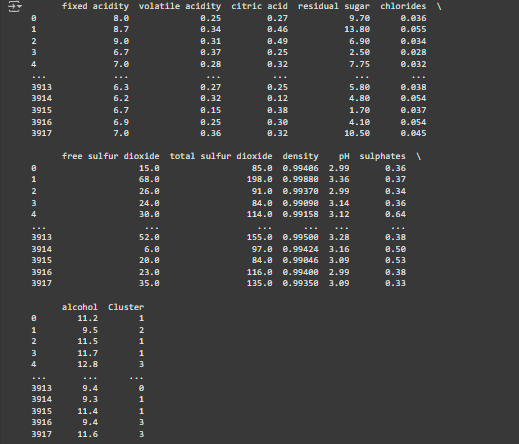 fixed acidity volatile acidity citric acid residual sugar chlorides \
0 8.0 0.25 0.27 9.70 0.036
1 8.7 0.34 0.46 13.80 0.055
2 9.0 0.31 0.49 6.90 0.034
3 6.7 0.37 0.25 2.50 0.028
4 7.0 0.28 0.32 7.75 0.032
... ... ... ... ... ...
3913 6.3 0.27 0.25 5.80 0.038
3914 6.2 0.32 0.12 4.80 0.054
3915 6.7 0.15 0.38 1.70 0.037
3916 6.9 0.25 0.30 4.10 0.054
3917 7.0 0.36 0.32 10.50 0.045
free sulfur dioxide total sulfur dioxide density pH sulphates \
0 15.0 85.0 0.99406 2.99 0.36
1 68.0 198.0 0.99880 3.36 0.37
2 26.0 91.0 0.99370 2.99 0.34
3 24.0 84.0 0.99090 3.14 0.36
4 30.0 114.0 0.99158 3.12 0.64
... ... ... ... ... ...
3913 52.0 155.0 0.99500 3.28 0.38
3914 6.0 97.0 0.99424 3.16 0.50
3915 20.0 84.0 0.99046 3.09 0.53
3916 23.0 116.0 0.99400 2.99 0.38
3917 35.0 135.0 0.99350 3.09 0.33
alcohol Cluster
0 11.2 1
1 9.5 2
2 11.5 1
3 11.7 1
4 12.8 3
... ... ...
3913 9.4 0
3914 9.3 1
3915 11.4 1
3916 9.4 3
3917 11.6 3